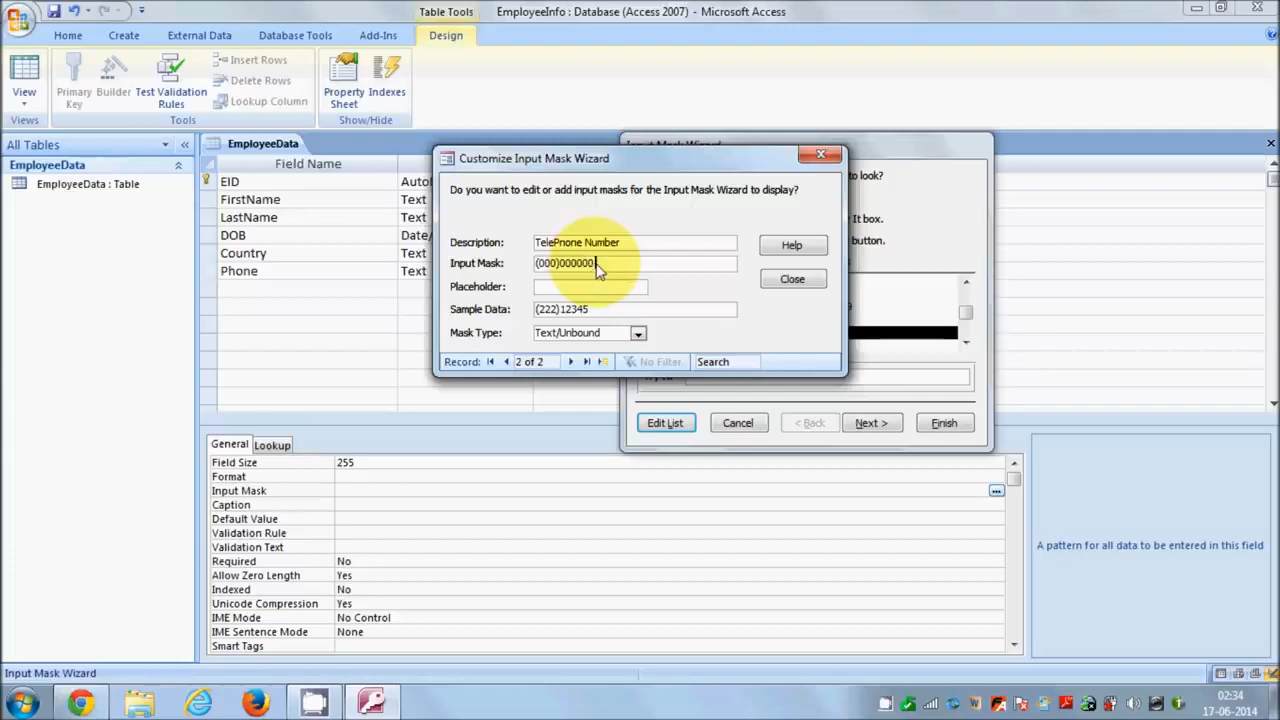 Table Tools
EmployeeInfo : Database (Access 2007) - Microsoft Access
Home
Create
External Data
Database Tools
Add-Ins
Design
View
Primary Key
Builder
Test Validation Rules
Insert Rows
Delete Rows
Lookup Column
Property Sheet
Indexes
Views
Tools
Show/Hide
All Tables
EmployeeData
EmployeeData : Table
EmployeeData
Field Name
EID
FirstName
Text
LastName
Text
DOB
Date/
Country
Text
Phone
Text
Customize Input Mask Wizard
Do you want to edit or add input masks for the Input Mask Wizard to display?
Description:
TelePnone Number
Input Mask:
(000)000000
Placeholder:
Sample Data:
(222)12345
Mask Type:
Text/Unbound
Help
Close
Record:
2 of 2
No Filter
Search
to look?
It box.
button.
Edit List
Cancel
< Back
Next >
Finish
General
Lookup
Field Size
255
Format
Input Mask
Caption
Default Value
Validation Rule
Validation Text
Required
No
Allow Zero Length
Yes
Indexed
No
Unicode Compression
Yes
IME Mode
No Control
IME Sentence Mode
None
Smart Tags
A pattern for all data to be entered in this field
Input Mask Wizard
02:34
17-06-2014